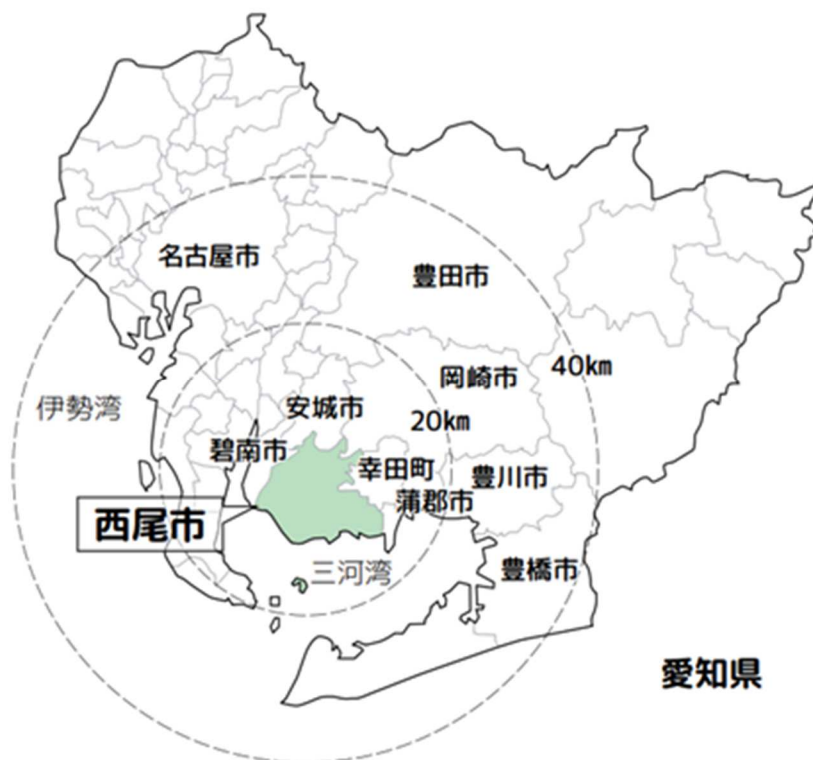 名古屋市
豊田市
40km
岡崎市
伊勢湾
安城市
20km
碧南市
幸田町
豊川市
蒲郡市
西尾市
三河湾
豊橋市
愛知県